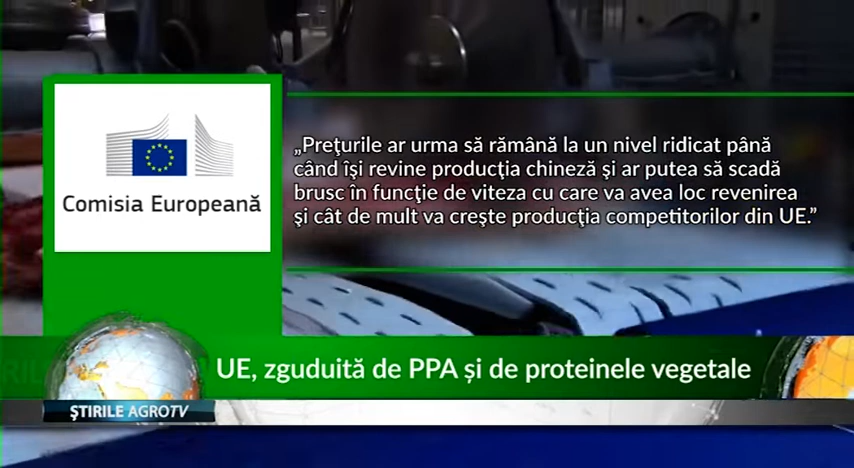 „Preţurile ar urma să rămână la un nivel ridicat până
când îşi revine producţia chineză şi ar putea să scadă
brusc în funcţie de viteza cu care va avea loc revenirea
şi cât de mult va creşte producţia competitorilor din UE.”
Comisia Europeană
UE, zguduită de PPA și de proteinele vegetale
ŞTIRILE AGROTV